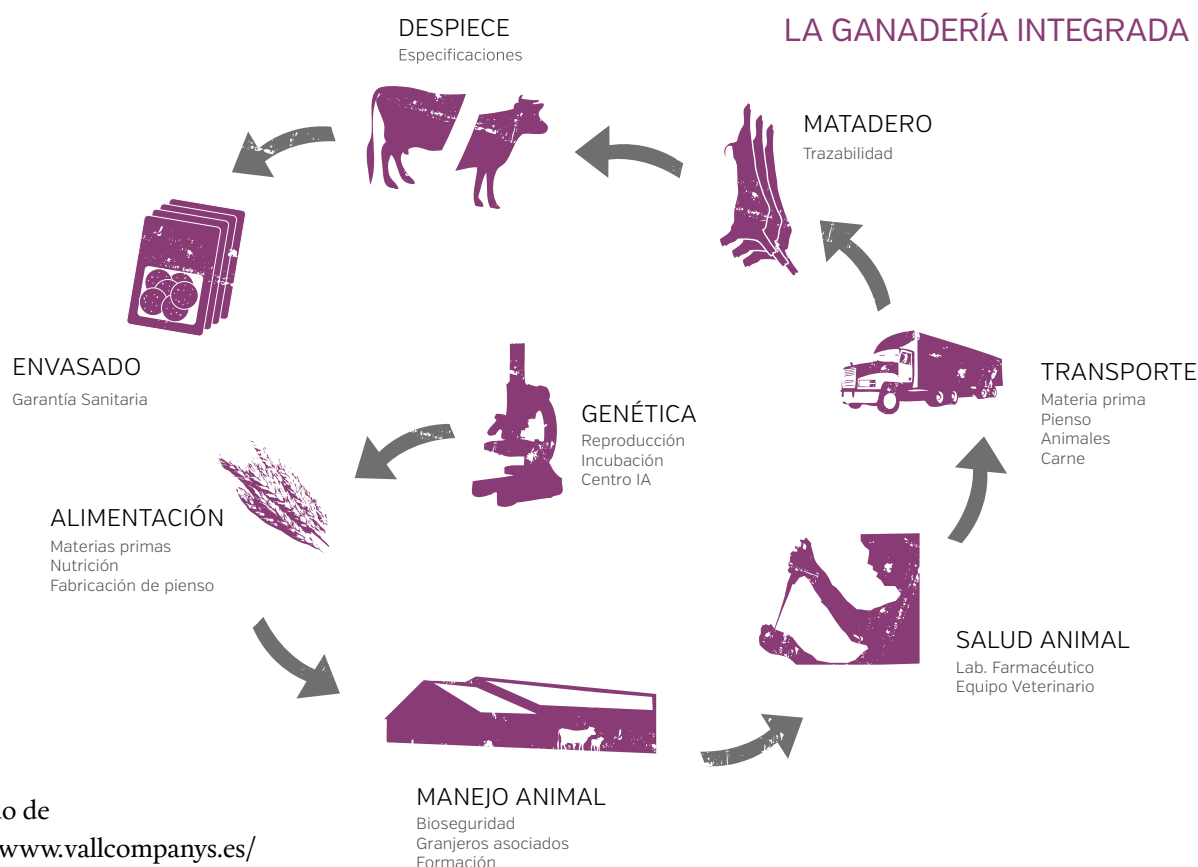 LA GANADERÍA INTEGRADA
DESPIECE
Especificaciones
MATADERO
Trazabilidad
ENVASADO
Garantía Sanitaria
GENÉTICA
Reproducción
Incubación
Centro IA
TRANSPORTE
Materia prima
Pienso
Animales
Carne
ALIMENTACIÓN
Materias primas
Nutrición
Fabricación de pienso
SALUD ANIMAL
Lab. Farmacéutico
Equipo Veterinario
MANEJO ANIMAL
Bioseguridad
Granjeros asociados
Formación
de
www.vallcompanys.es/